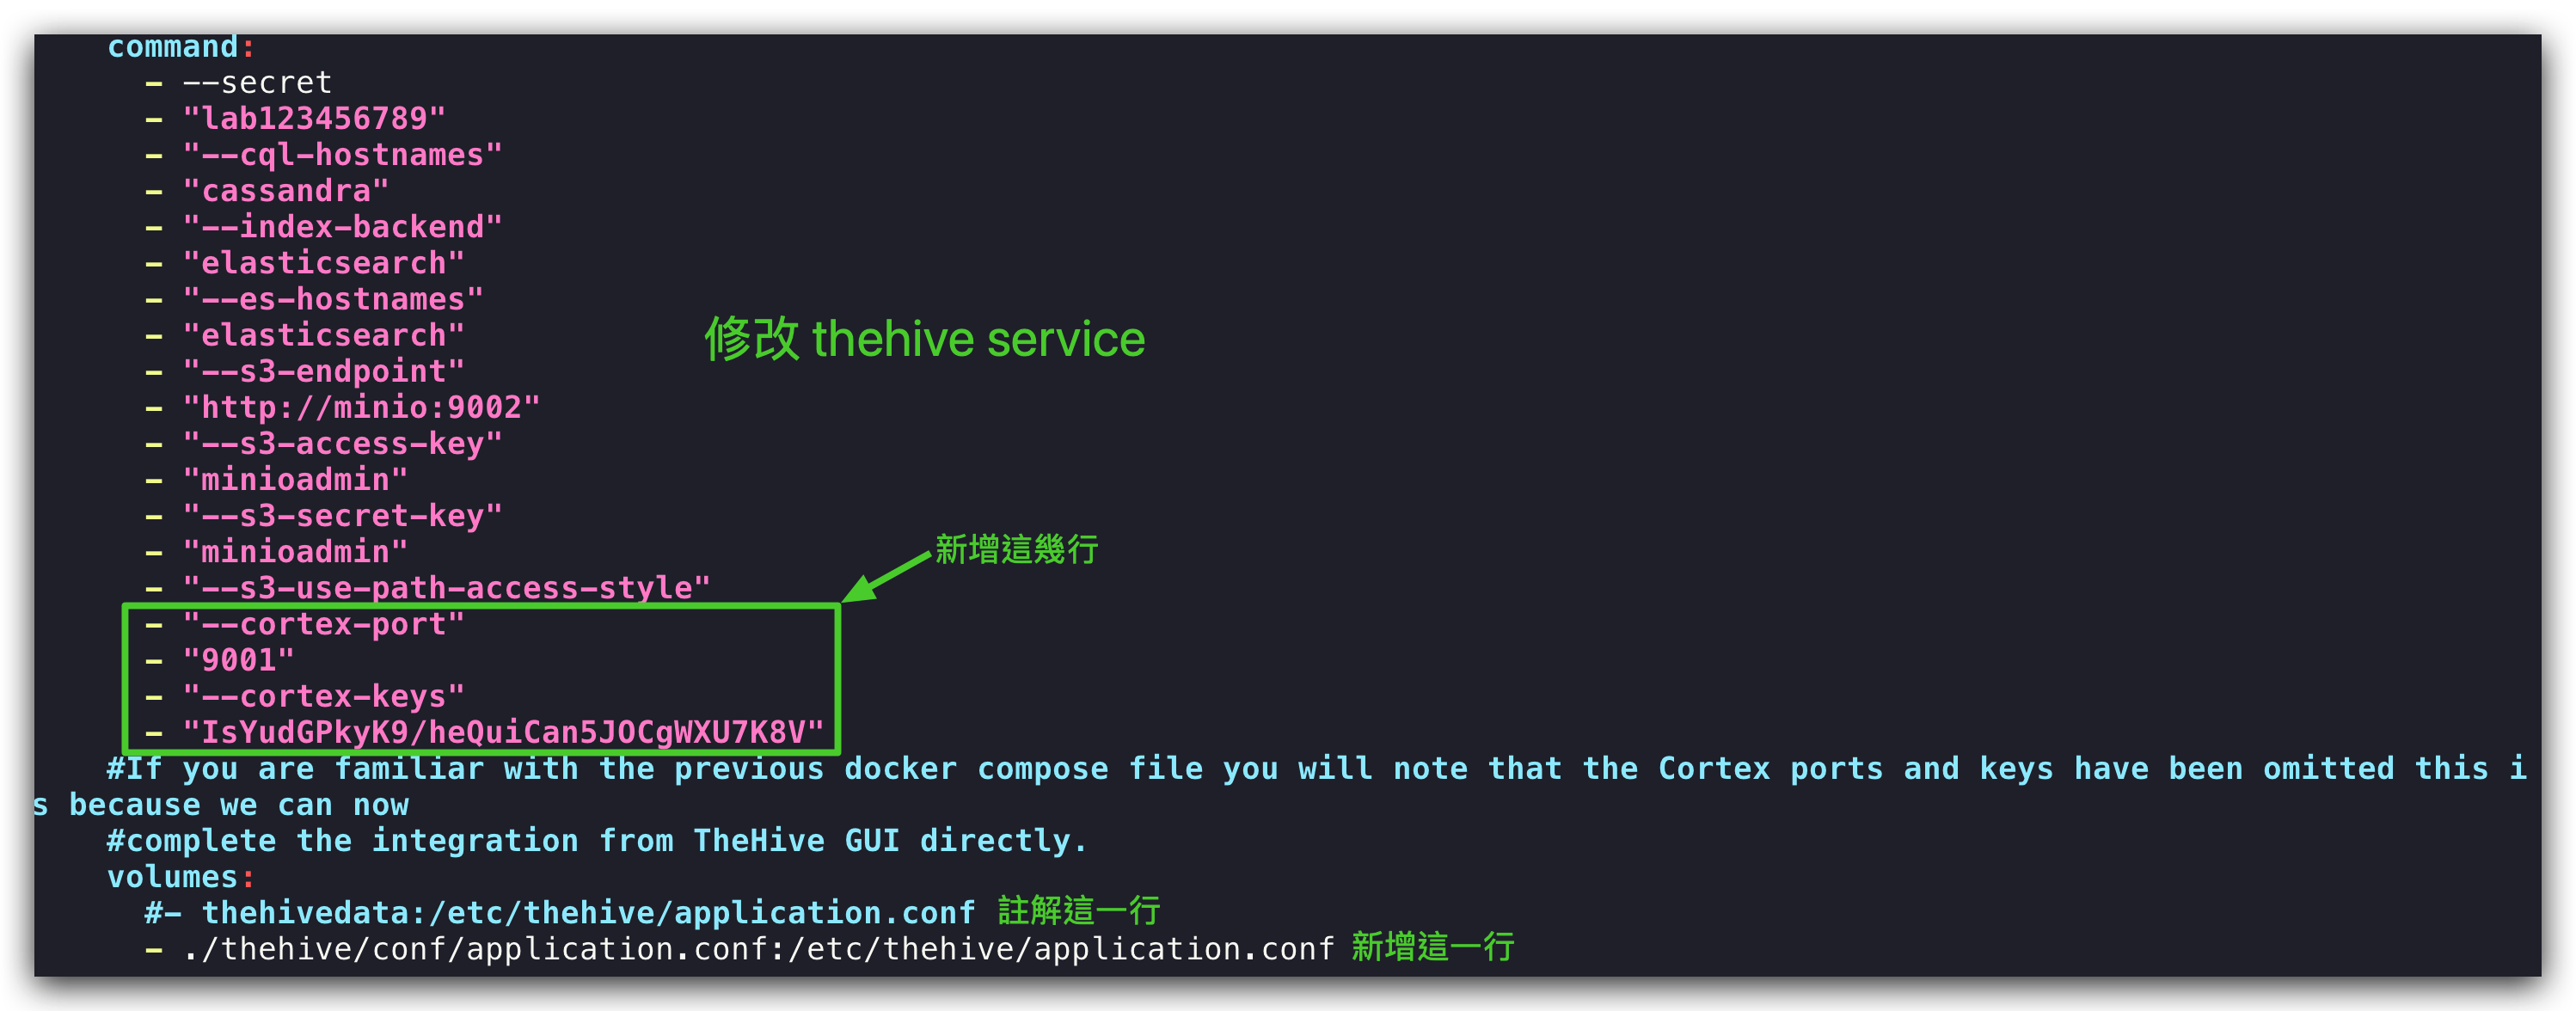 command:
- --secret
- "lab123456789"
- "--cql-hostnames"
- "cassandra"
- "--index-backend"
- "elasticsearch"
- "--es-hostnames"
- "elasticsearch"
修改 thehive service
- "--s3-endpoint"
- "http://minio:9002"
- "--s3-access-key"
- "minioadmin"
- "--s3-secret-key"
- "minioadmin"
新增這幾行
- "--s3-use-path-access-style"
- "--cortex-port"
- "9001"
- "--cortex-keys"
- "IsYudGPkyK9/heQuiCan5JOCgWXU7K8V"
#If you are familiar with the previous docker compose file you will note that the Cortex ports and keys have been omitted this i
s because we can now
#complete the integration from TheHive GUI directly.
volumes:
#- thehivedata:/etc/thehive/application.conf 註解這一行
- ./thehive/conf/application.conf:/etc/thehive/application.conf 新增這一行